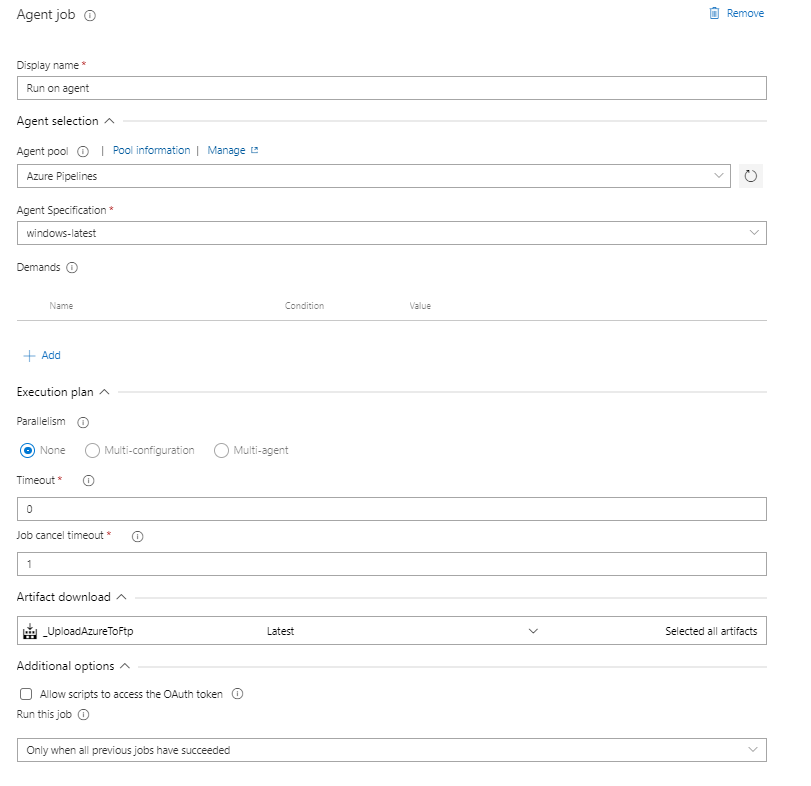 Agent job
Remove
Display name *
Run on agent
Agent selection
Agent pool | Pool information | Manage
Azure Pipelines
Agent Specification *
windows-latest
Demands
Name Condition Value
Add
Execution plan
Parallelism
None Multi-configuration Multi-agent
Timeout *
0
Job cancel timeout *
1
Artifact download
_UploadAzureToFtp Latest Selected all artifacts
Additional options
Allow scripts to access the OAuth token
Run this job
Only when all previous jobs have succeeded